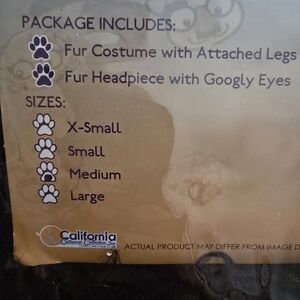 PACKAGE INCLUDES:
Fur Costume with Attached Legs
Fur Headpiece with Googly Eyes
SIZES:
X-Small
Small
Medium
Large
California
ACTUAL PRODUCT MAY DIFFER FROM IMAGE D